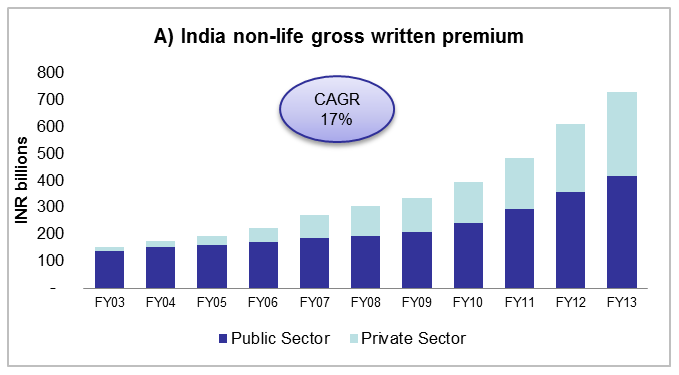 A) India non-life gross written premium
CAGR
17%
INR billions
800
700
600
500
400
300
200
100
-
FY03 FY04 FY05 FY06 FY07 FY08 FY09 FY10 FY11 FY12 FY13
Public Sector Private Sector